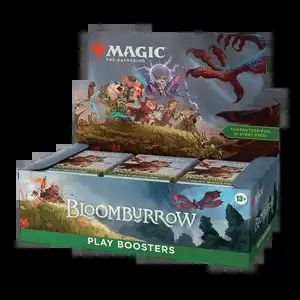 MAGIC
THE GATHERING
GUARANTEED FOIL
IN EVERY PACK!
BLOOMBURROW
13+
PLAY BOOSTERS